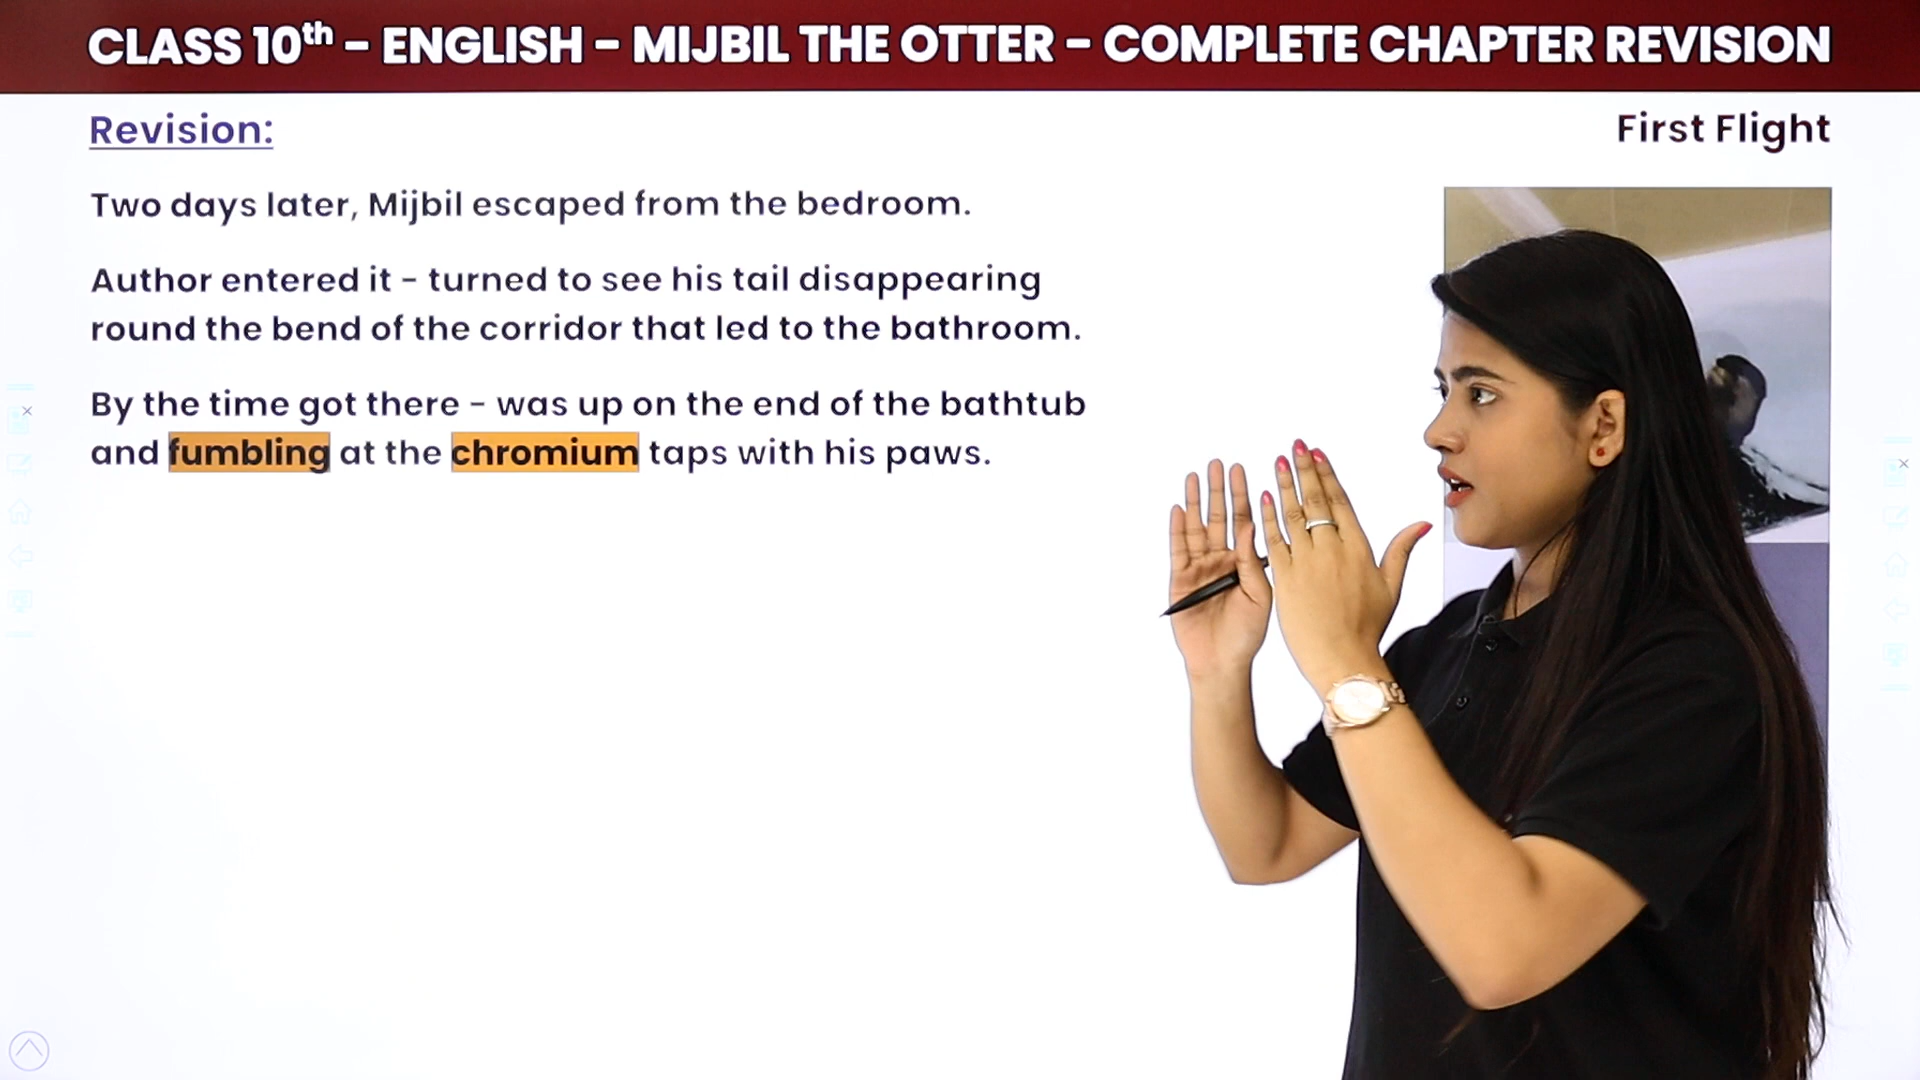 CLASS 10th – ENGLISH – MIJBIL THE OTTER – COMPLETE CHAPTER REVISION
Revision:
First Flight
Two days later, Mijbil escaped from the bedroom.
Author entered it – turned to see his tail disappearing
round the bend of the corridor that led to the bathroom.
By the time got there – was up on the end of the bathtub
and fumbling at the chromium taps with his paws.